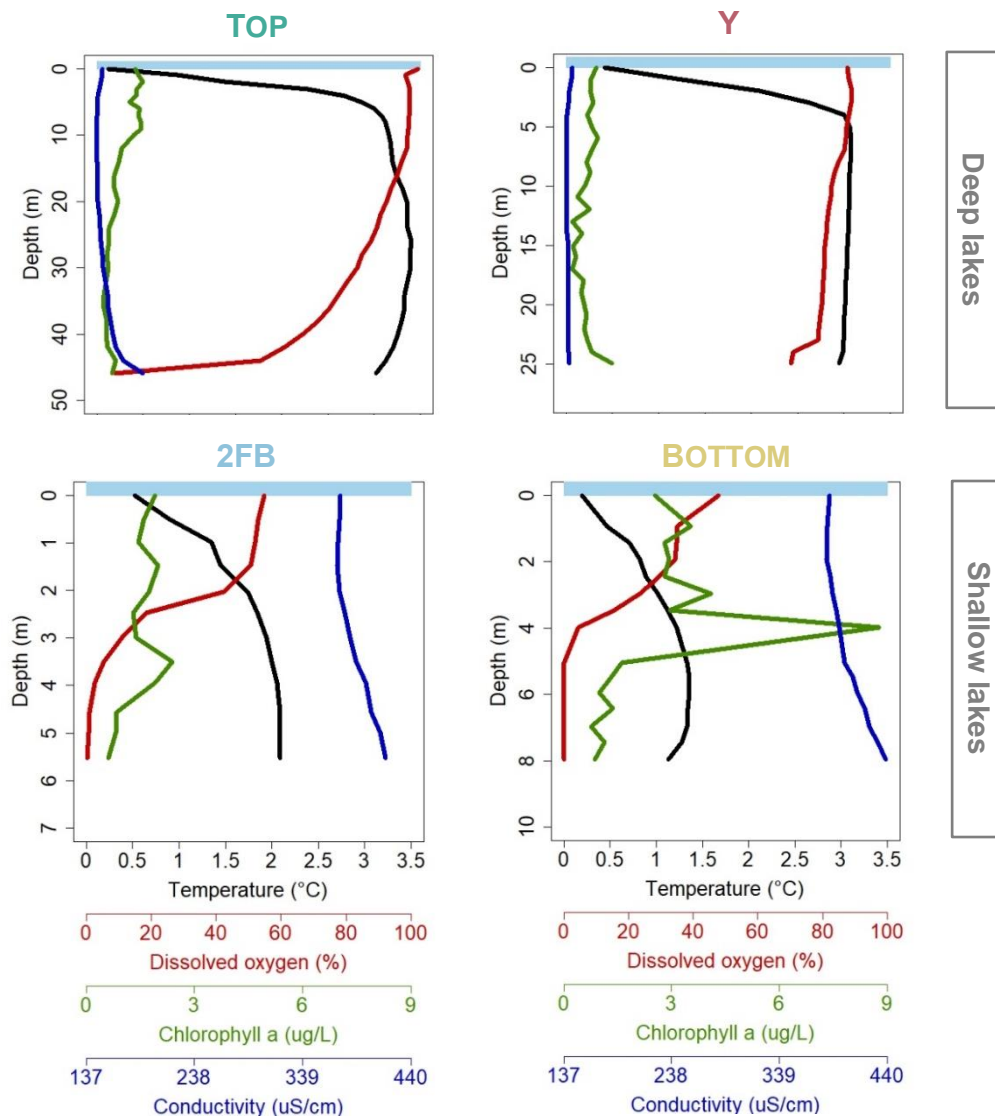 TOP
Y
0
10
20
30
40
50
Depth (m)
0
5
10
15
20
25
Depth (m)
Deep lakes
2FB
BOTTOM
0
1
2
3
4
5
6
7
Depth (m)
0
2
4
6
8
10
Depth (m)
Shallow lakes
0 0.5 1 1.5 2 2.5 3 3.5
Temperature (°C)
0 20 40 60 80 100
Dissolved oxygen (%)
0 3 6 9
Chlorophyll a (ug/L)
137 238 339 440
Conductivity (uS/cm)
0 0.5 1 1.5 2 2.5 3 3.5
Temperature (°C)
0 20 40 60 80 100
Dissolved oxygen (%)
0 3 6 9
Chlorophyll a (ug/L)
137 238 339 440
Conductivity (uS/cm)